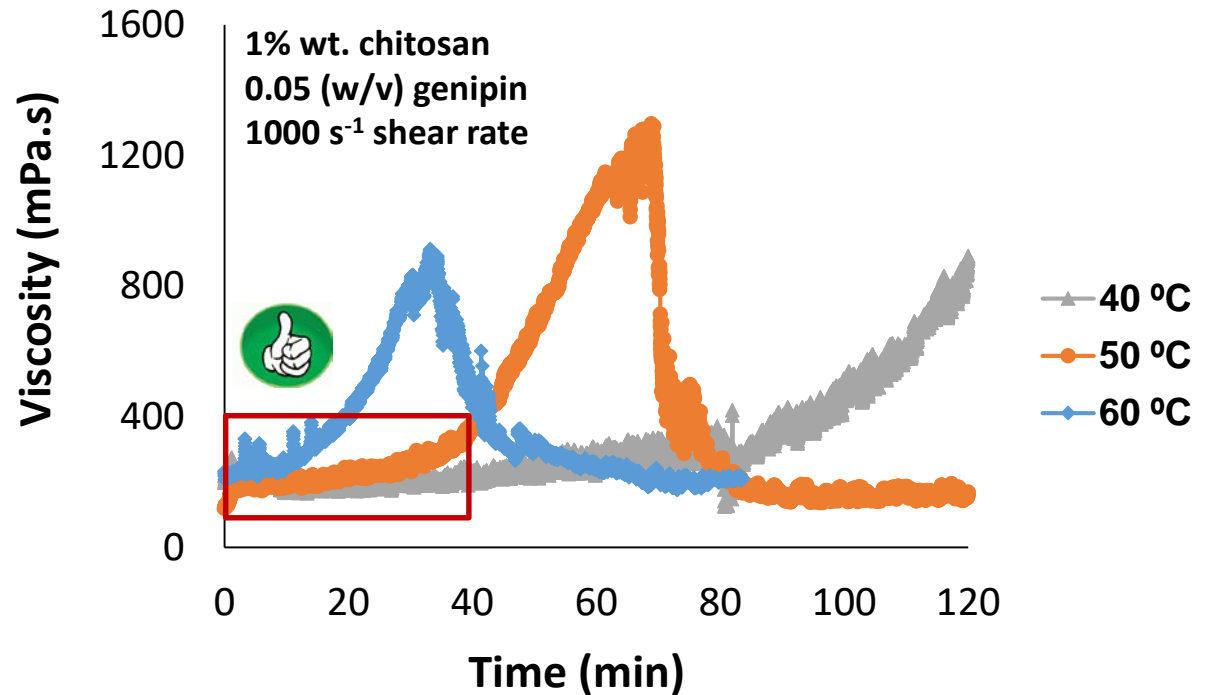 1600
1200
800
400
0
Viscosity (mPa.s)
1% wt. chitosan
0.05 (w/v) genipin
1000 s⁻¹ shear rate
40 ºC
50 ºC
60 ºC
0 20 40 60 80 100 120
Time (min)